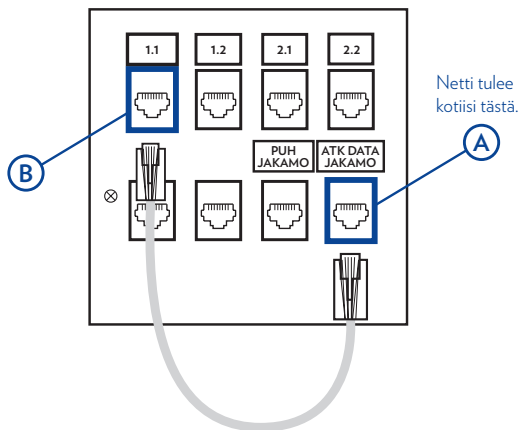 1.1
1.2
2.1
2.2
Netti tulee
kotiisi tästä.
A
B
PUH
JAKAMO
ATK DATA
JAKAMO